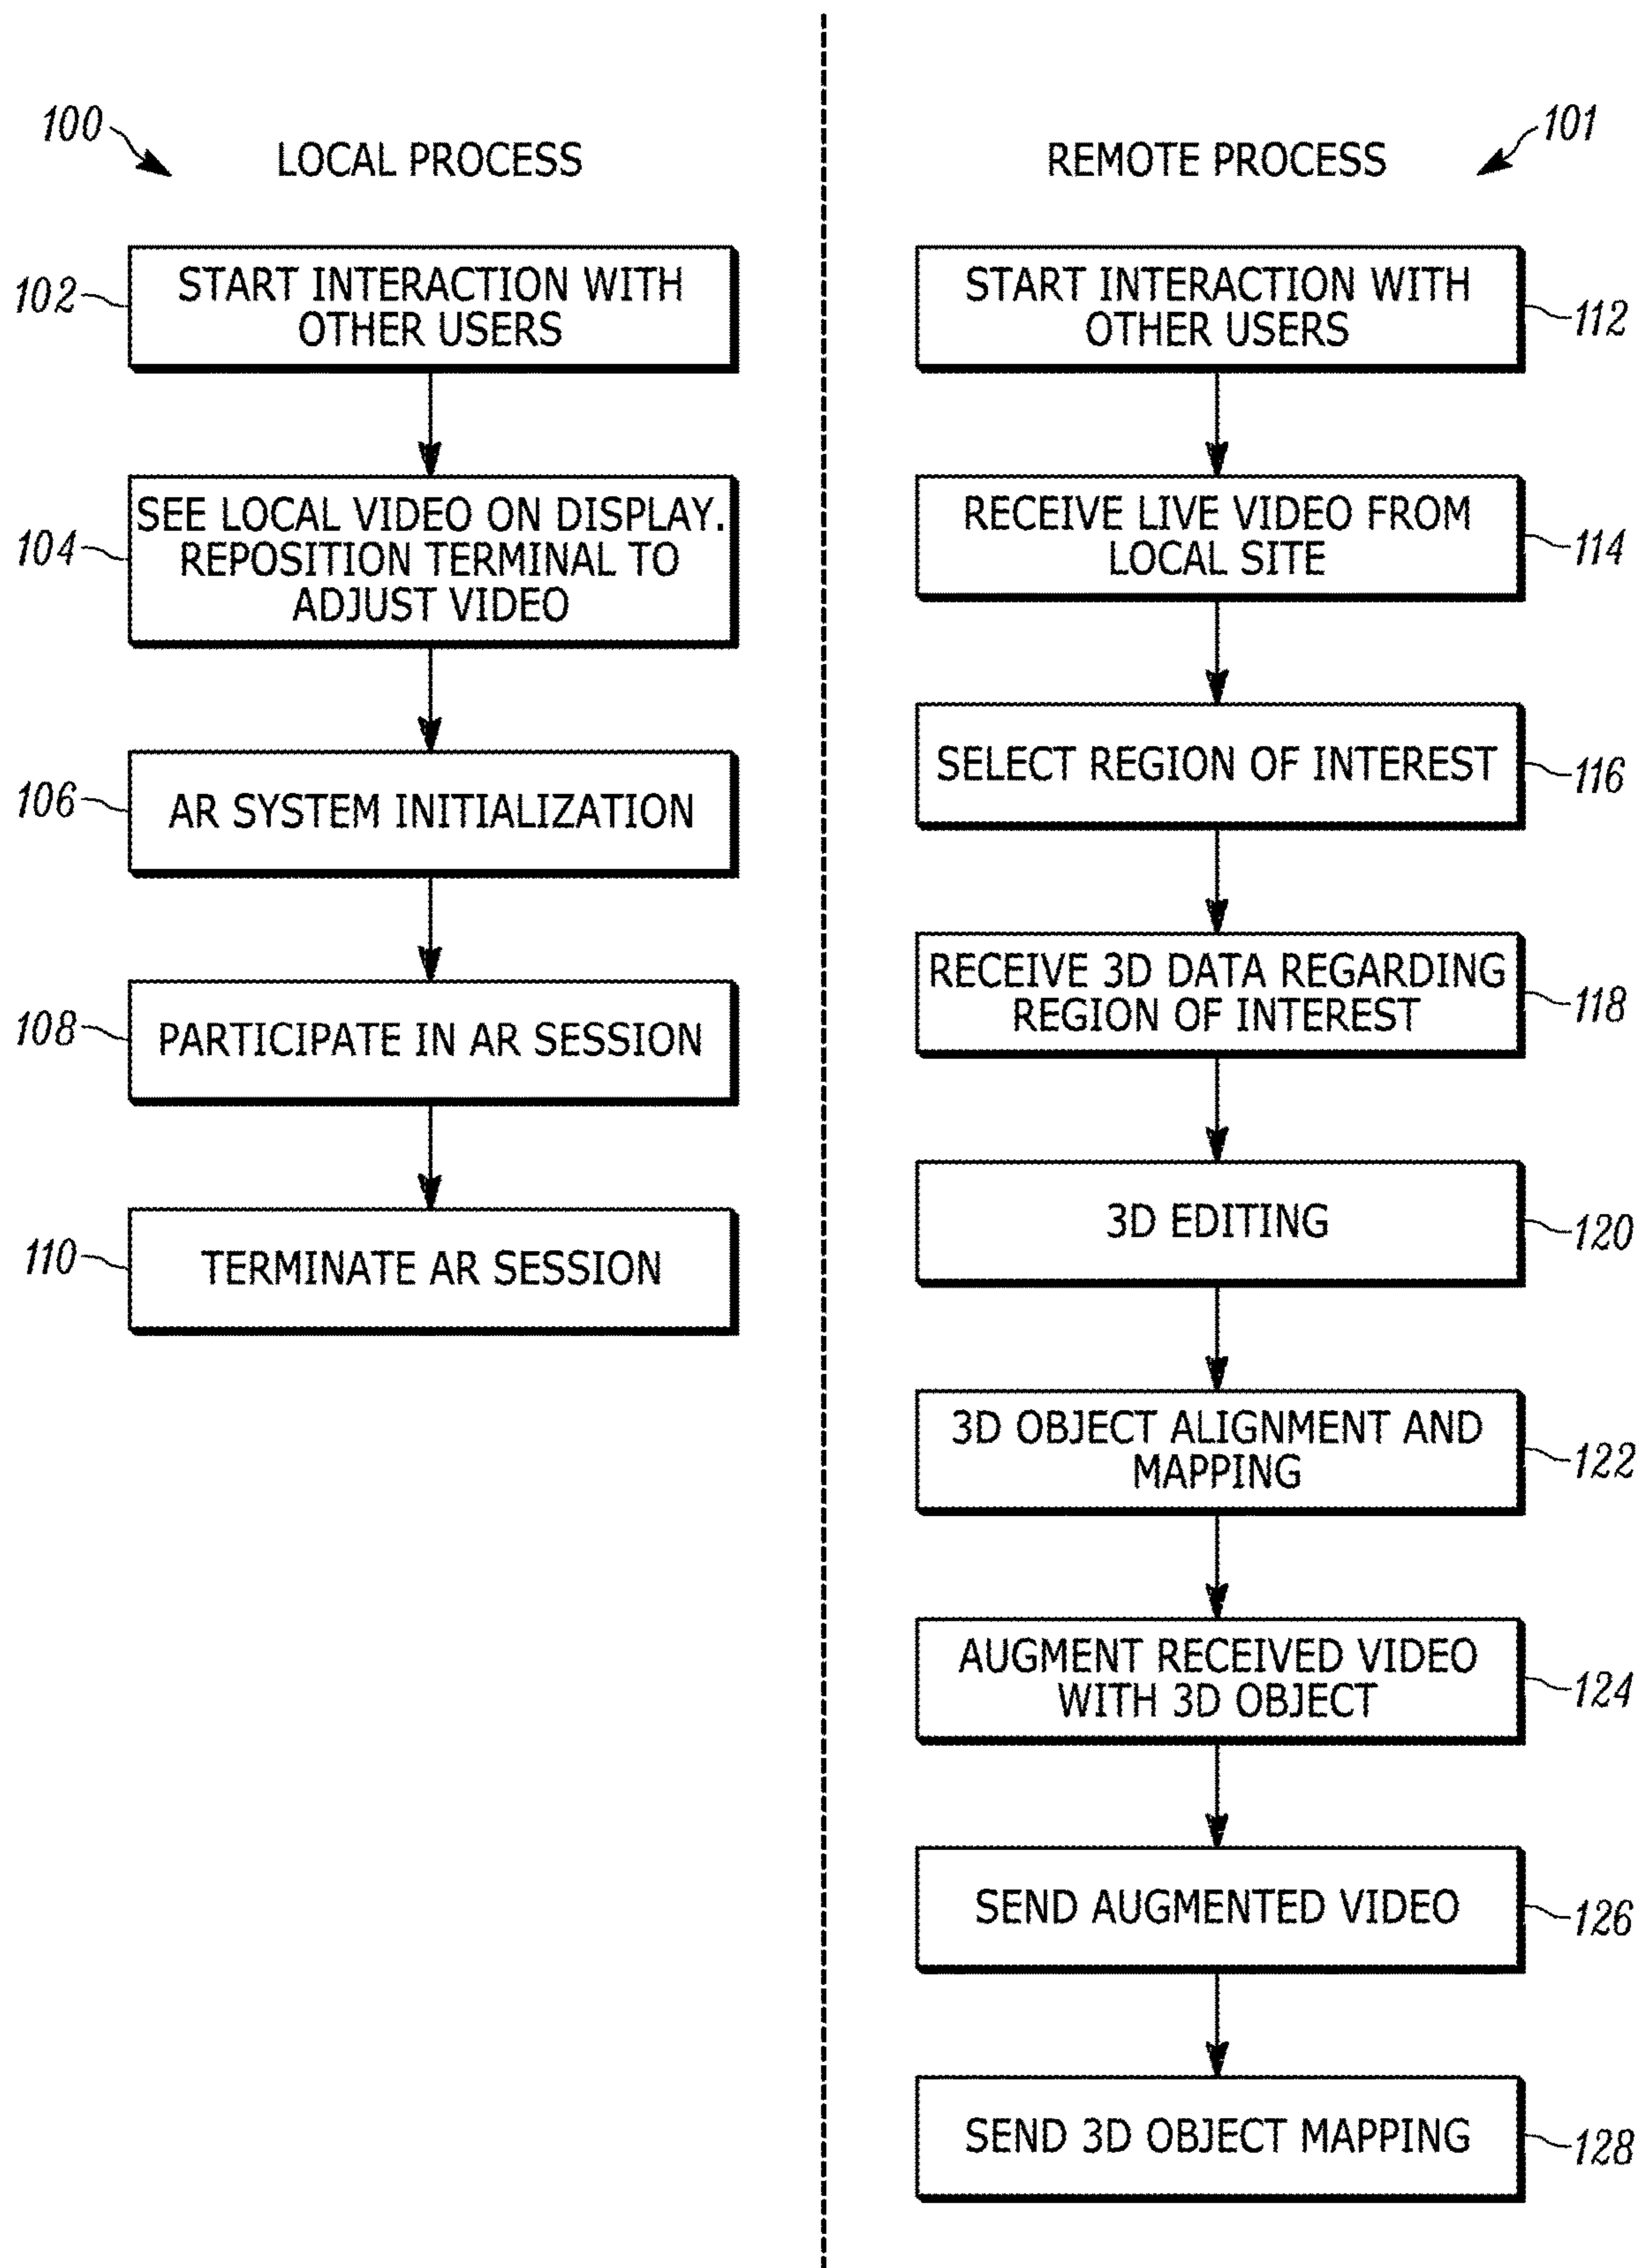 100
LOCAL PROCESS
102
START INTERACTION WITH
OTHER USERS
104
SEE LOCAL VIDEO ON DISPLAY.
REPOSITION TERMINAL TO
ADJUST VIDEO
106
AR SYSTEM INITIALIZATION
108
PARTICIPATE IN AR SESSION
110
TERMINATE AR SESSION
REMOTE PROCESS
101
START INTERACTION WITH
OTHER USERS
112
RECEIVE LIVE VIDEO FROM
LOCAL SITE
114
SELECT REGION OF INTEREST
116
RECEIVE 3D DATA REGARDING
REGION OF INTEREST
118
3D EDITING
120
3D OBJECT ALIGNMENT AND
MAPPING
122
AUGMENT RECEIVED VIDEO
WITH 3D OBJECT
124
SEND AUGMENTED VIDEO
126
SEND 3D OBJECT MAPPING
128